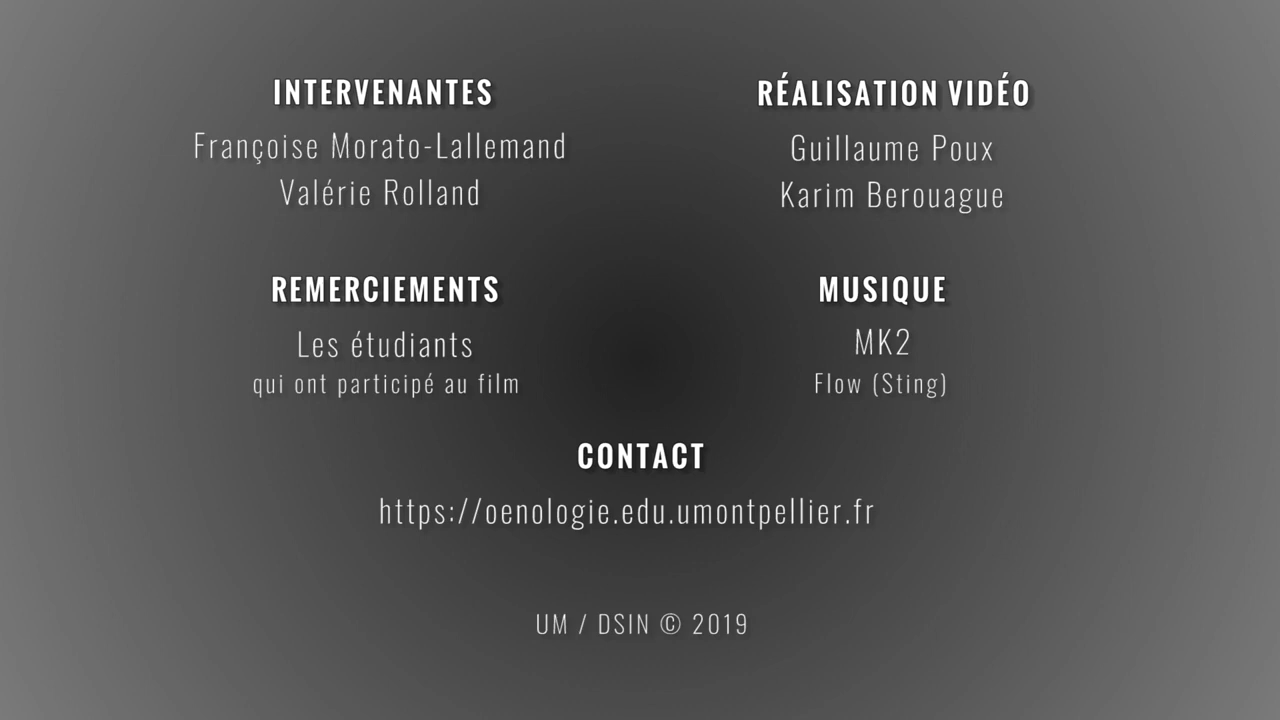 INTERVENANTES
Françoise Morato-Lallemand
Valérie Rolland
RÉALISATION VIDÉO
Guillaume Poux
Karim Berouague
REMERCIEMENTS
Les étudiants
qui ont participé au film
MUSIQUE
MK2
Flow (Sting)
CONTACT
https://oenologie.edu.umontpellier.fr
UM / DSIN © 2019